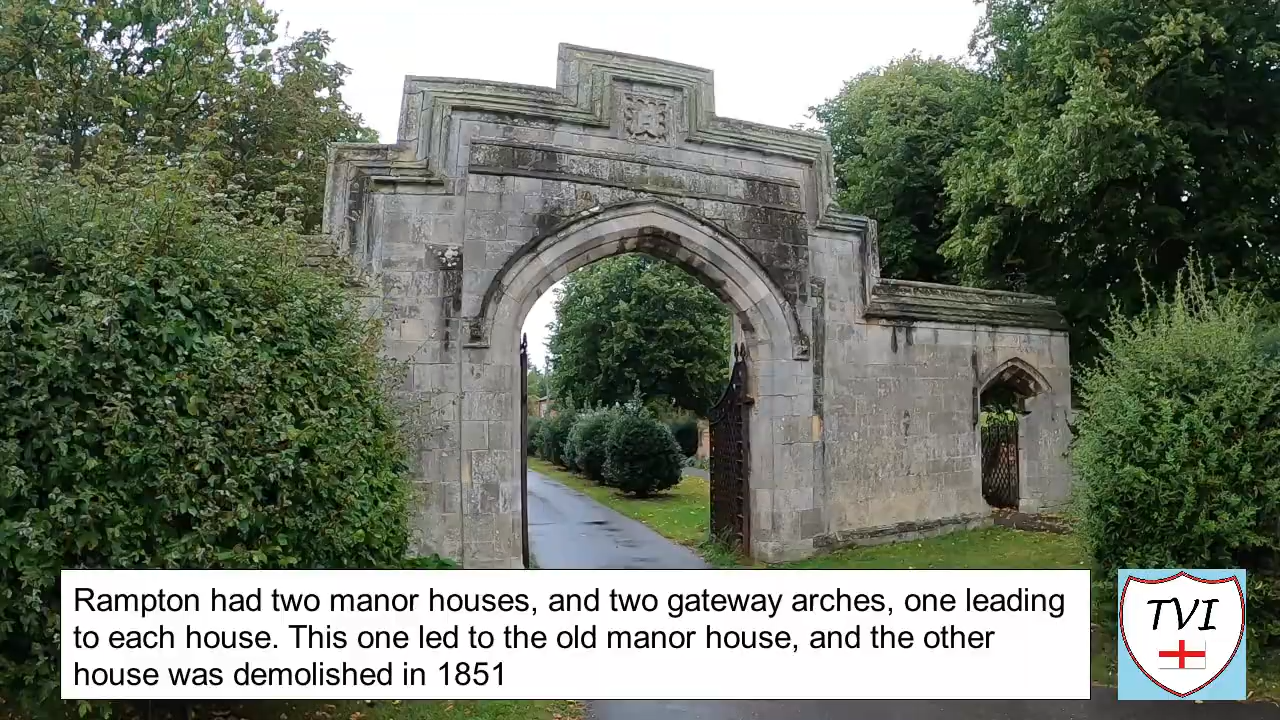 Rampton had two manor houses, and two gateway arches, one leading
to each house. This one led to the old manor house, and the other
house was demolished in 1851
TVI